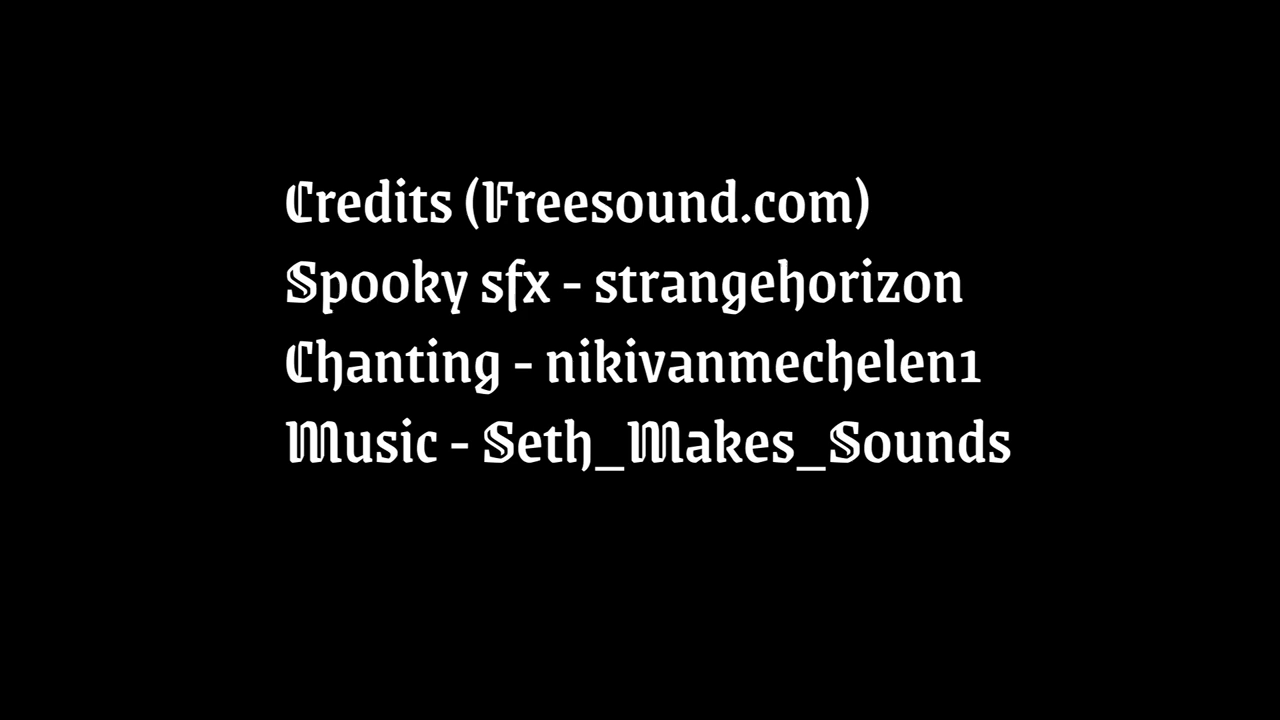 Credits (Freesound.com)
Spooky sfx - strangehorizon
Chanting - nikivanmechelen1
Music - Seth_Makes_Sounds